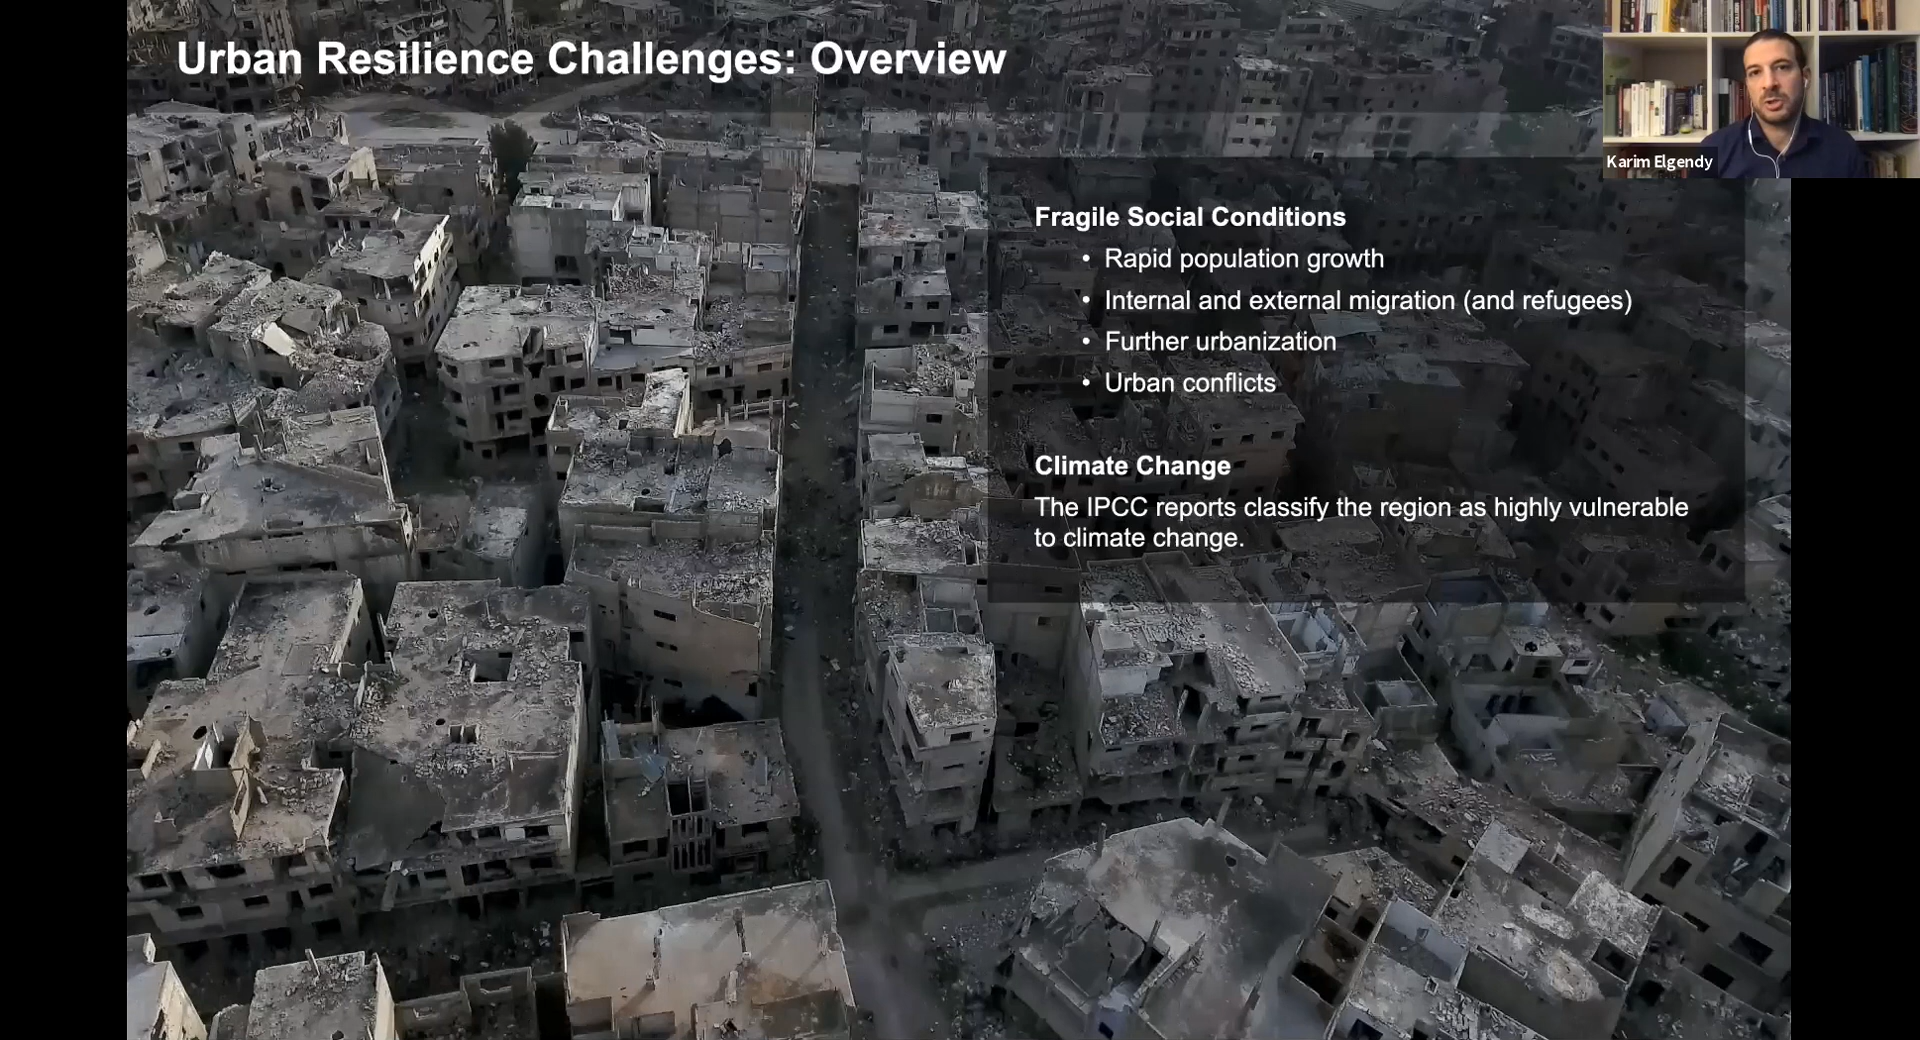 Urban Resilience Challenges: Overview
Karim Elgendy
Fragile Social Conditions
• Rapid population growth
• Internal and external migration (and refugees)
• Further urbanization
• Urban conflicts
Climate Change
The IPCC reports classify the region as highly vulnerable
to climate change.